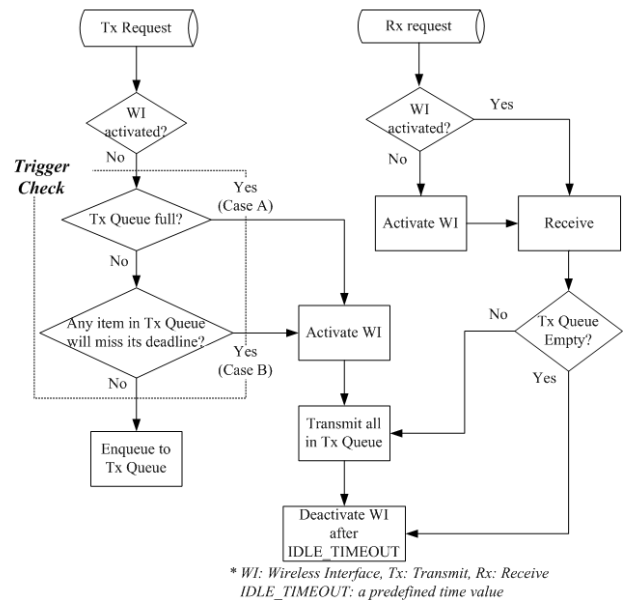 Tx Request
WI
activated?
No
Trigger
Check
Tx Queue full?
Yes
(Case A)
No
Any item in Tx Queue
will miss its deadline?
Yes
(Case B)
No
Enqueue to
Tx Queue
Activate WI
Transmit all
in Tx Queue
Deactivate WI
after
IDLE_TIMEOUT
Rx request
WI
activated?
Yes
No
Activate WI
Receive
Tx Queue
Empty?
No
Yes
* WI: Wireless Interface, Tx: Transmit, Rx: Receive
IDLE_TIMEOUT: a predefined time value